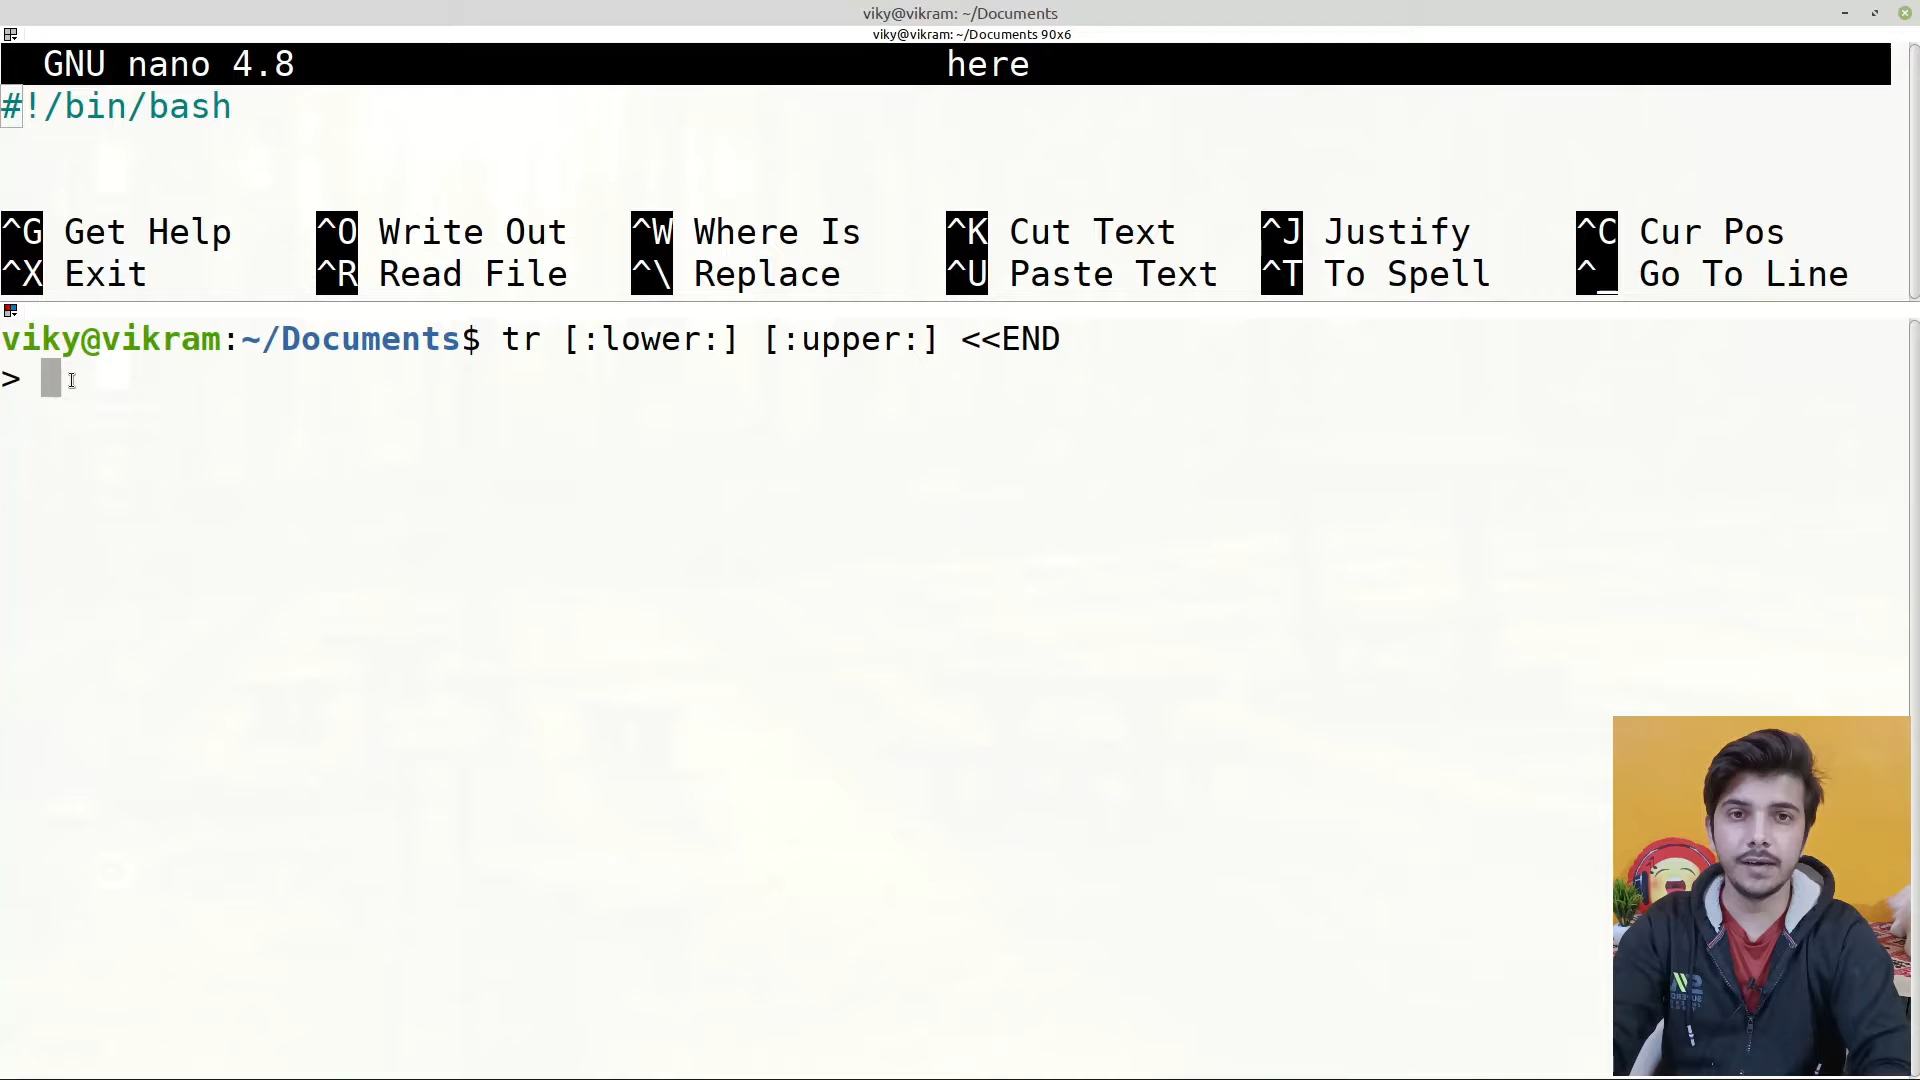 viky@vikram: ~/Documents
viky@vikram: ~/Documents 90x6
GNU nano 4.8 here
#!/bin/bash
^G Get Help ^O Write Out ^W Where Is ^K Cut Text ^J Justify ^C Cur Pos
^X Exit ^R Read File ^\ Replace ^U Paste Text ^T To Spell ^_ Go To Line
viky@vikram:~/Documents$ tr [:lower:] [:upper:] <<END
>